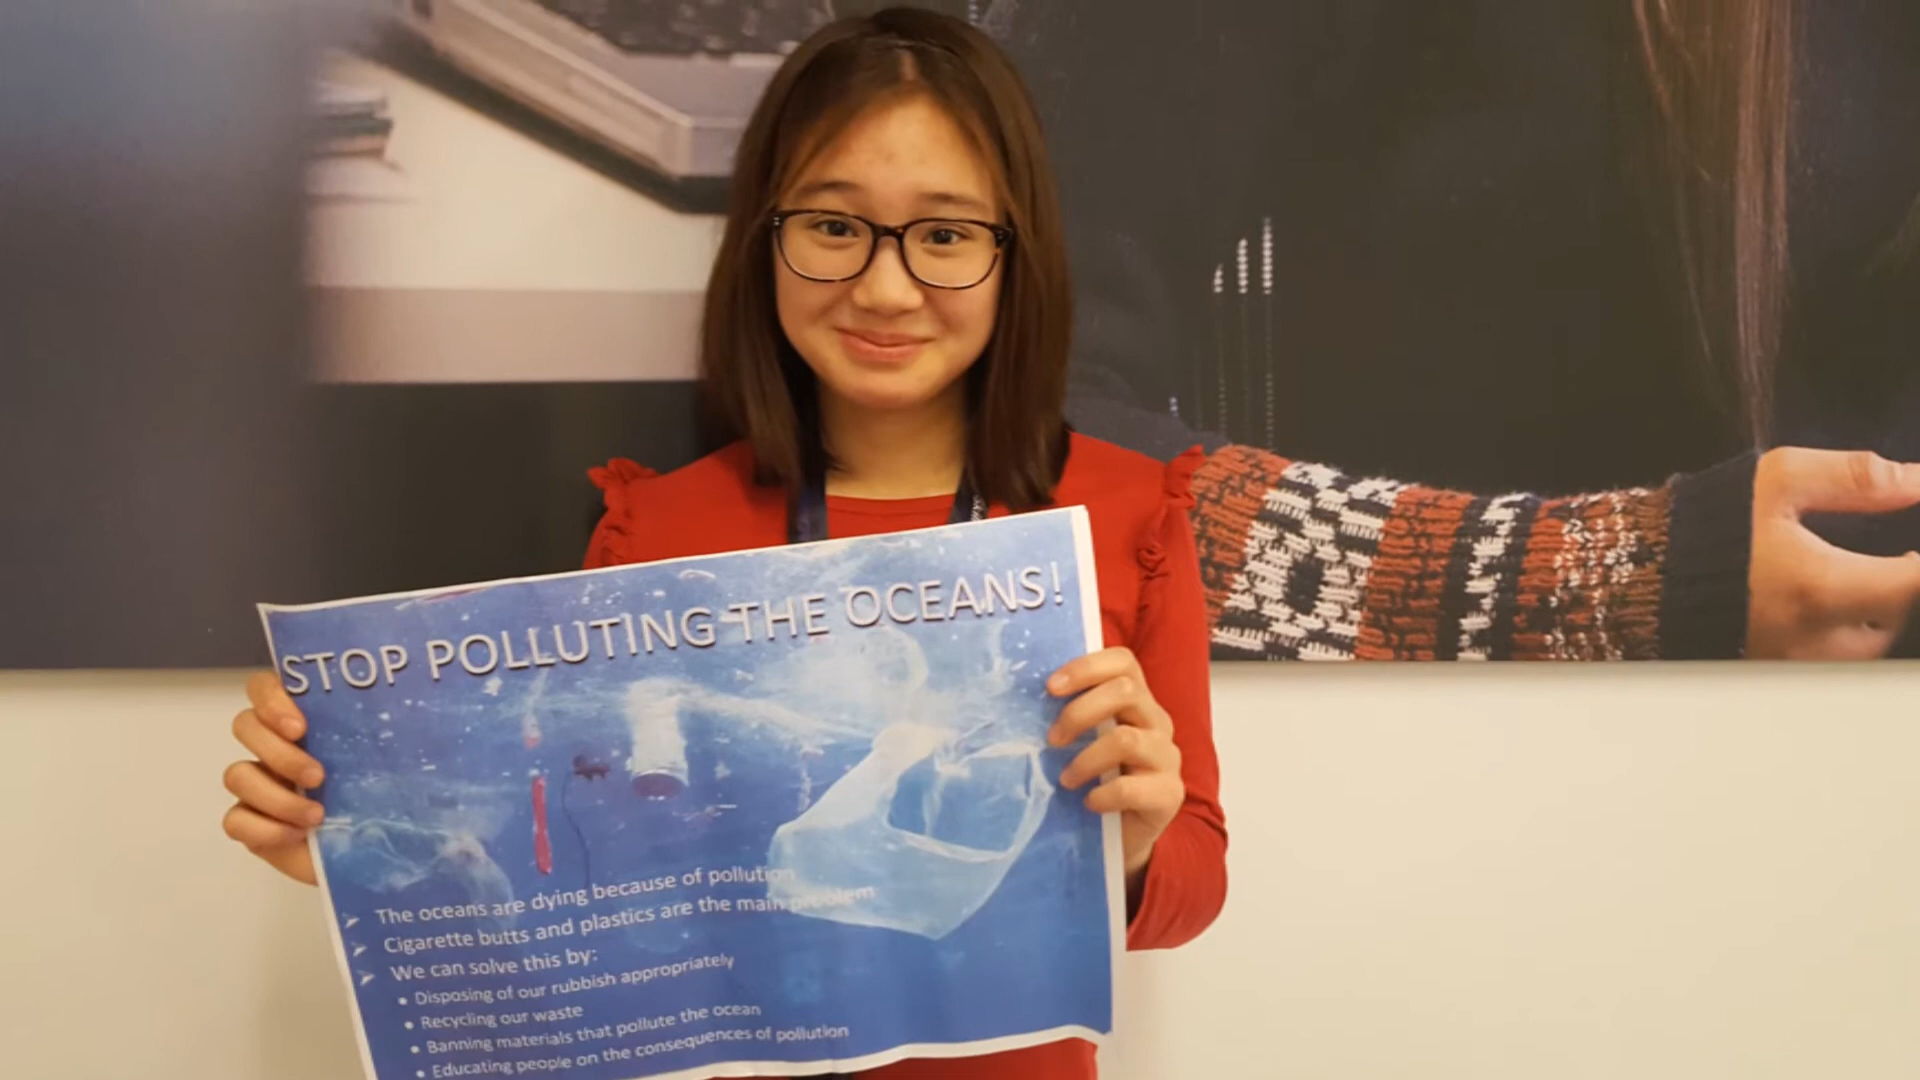 STOP POLLUTING THE OCEANS!
➤ The oceans are dying because of pollution
➤ Cigarette butts and plastics are the main problem
➤ We can solve this by:
• Disposing of our rubbish appropriately
• Recycling our waste
• Banning materials that pollute the ocean
• Educating people on the consequences of pollution